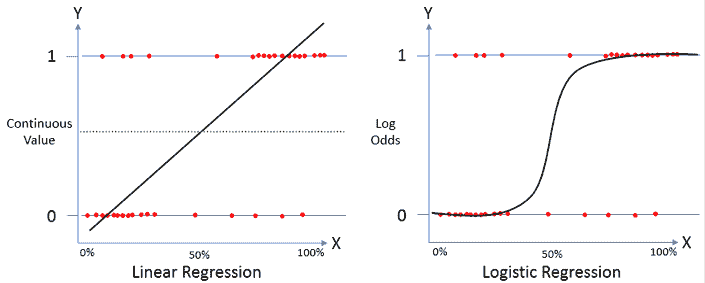 Y
1
Continuous
Value
0
X
0%
50%
100%
Linear Regression
Y
1
Log
Odds
0
X
0%
50%
100%
Logistic Regression